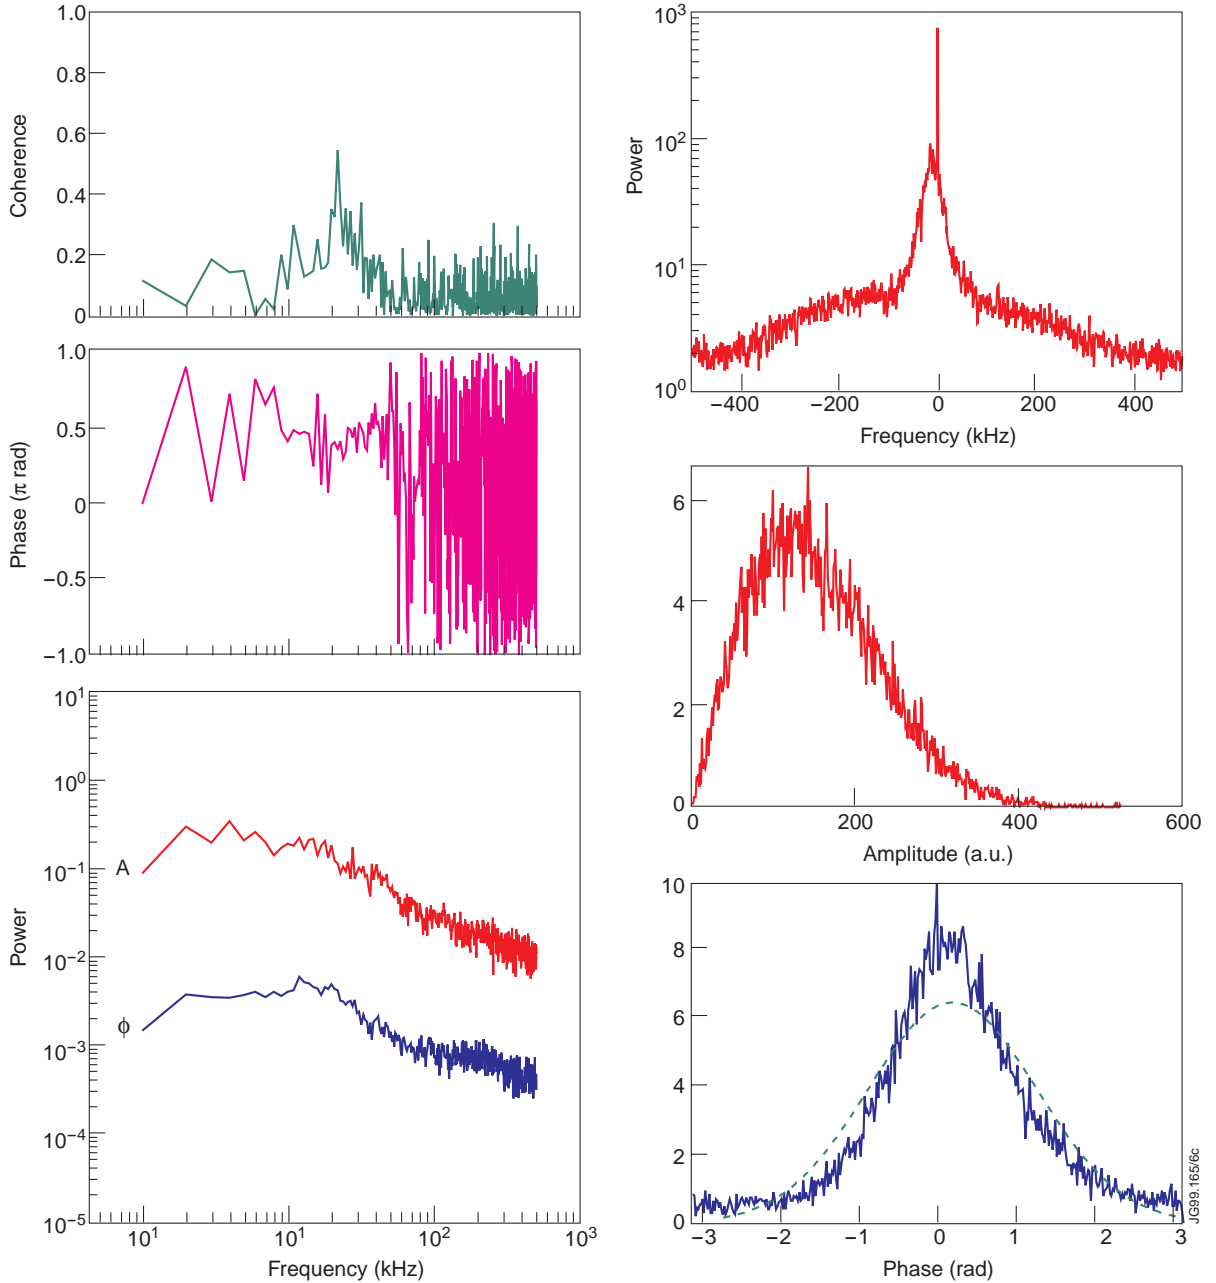 1.0
0.8
0.6
0.4
0.2
0
Coherence
1.0
0.5
0
−0.5
−1.0
Phase (π rad)
10¹
10⁰
10⁻¹
10⁻²
10⁻³
10⁻⁴
10⁻⁵
Power
A
ϕ
10¹ 10¹ 10² 10³
Frequency (kHz)
10³
10²
10¹
10⁰
Power
−400 −200 0 200 400
Frequency (kHz)
6
4
2
0
0 200 400 600
Amplitude (a.u.)
10
8
6
4
2
0
−3 −2 −1 0 1 2 3
Phase (rad)
JG99.165/6c